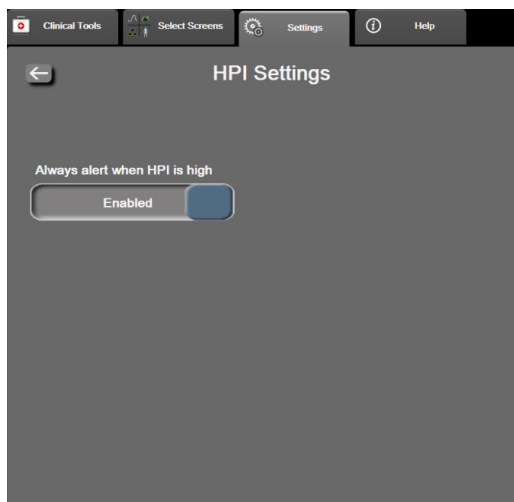 Clinical Tools
Select Screens
Settings
Help
HPI Settings
Always alert when HPI is high
Enabled